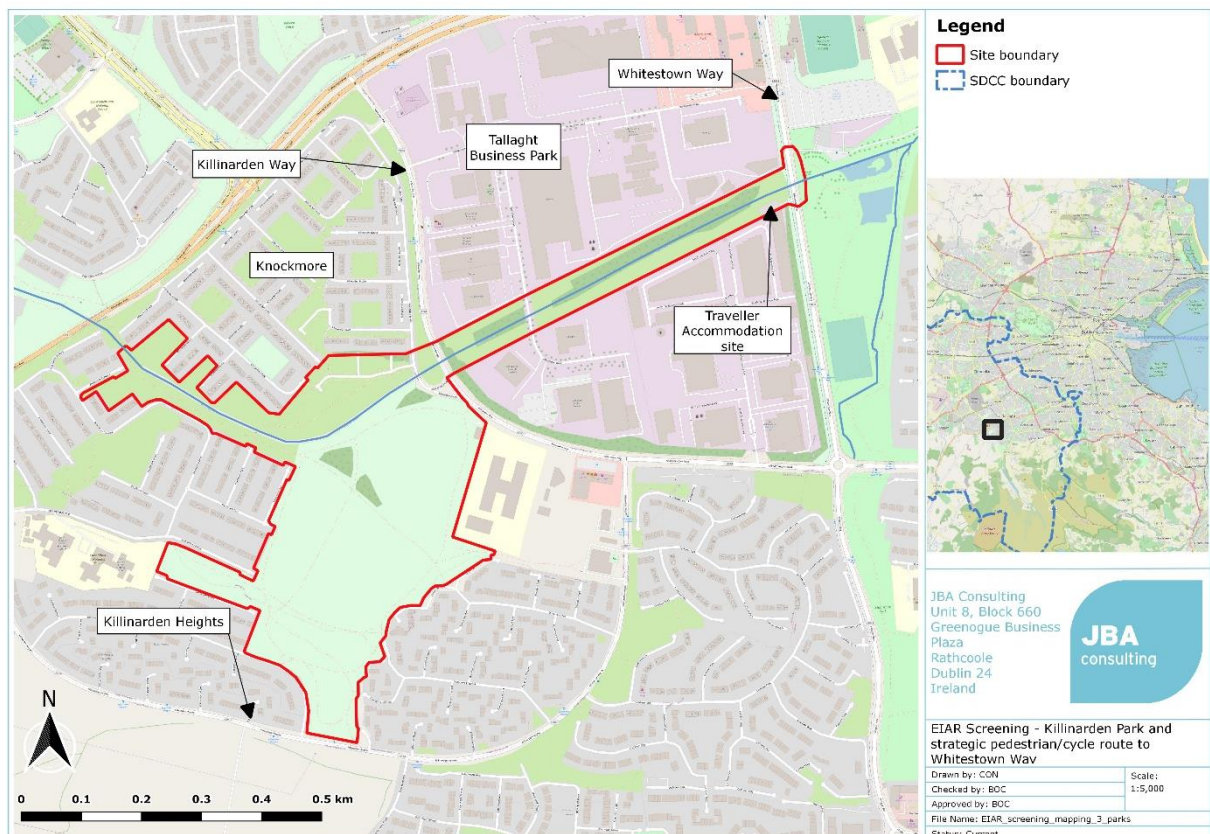 Whitestown Way
Tallaght
Business Park
Killinarden Way
Knockmore
Traveller
Accommodation
site
Killinarden Heights
N
0 0.1 0.2 0.3 0.4 0.5 km
Legend
Site boundary
SDCC boundary
JBA Consulting
Unit 8, Block 660
Greenogue Business
Plaza
Rathcoole
Dublin 24
Ireland
JBA
consulting
EIAR Screening - Killinarden Park and
strategic pedestrian/cycle route to
Whitestown Way
Drawn by: CON
Scale:
1:5,000
Checked by: BOC
Approved by: BOC
File Name: EIAR_screening_mapping_3_parks
Status: Current